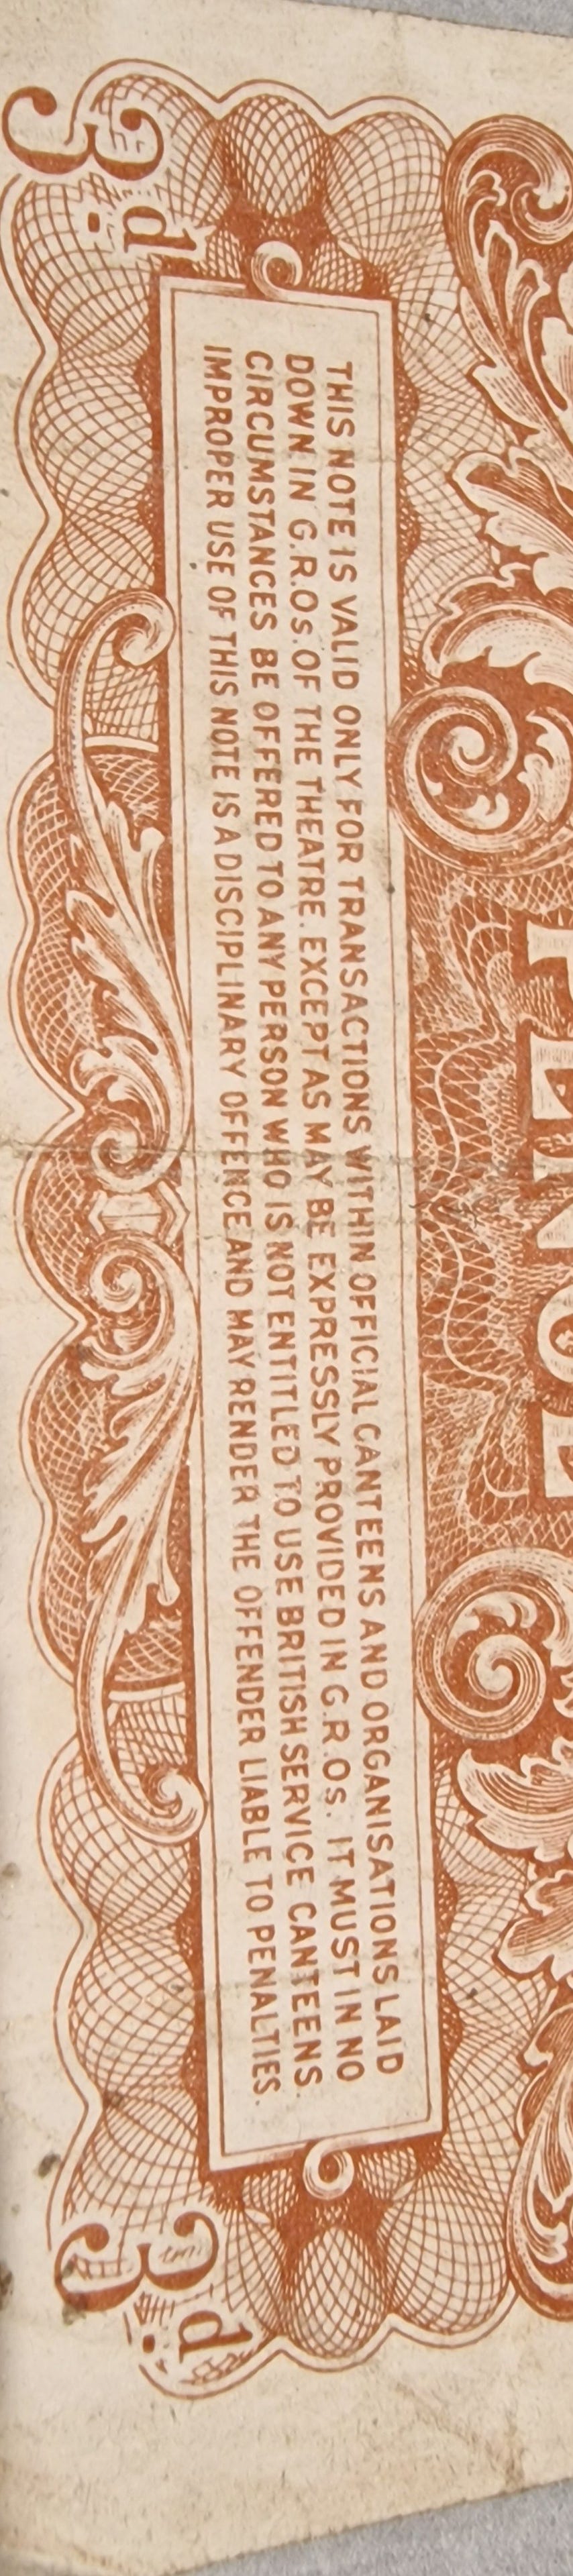 PENCE
THIS NOTE IS VALID ONLY FOR TRANSACTIONS WITHIN OFFICIAL CANTEENS AND ORGANISATIONS LAID
DOWN IN G.R.Os. OF THE THEATRE. EXCEPT AS MAY BE EXPRESSLY PROVIDED IN G.R.Os. IT MUST IN NO
CIRCUMSTANCES BE OFFERED TO ANY PERSON WHO IS NOT ENTITLED TO USE BRITISH SERVICE CANTEENS.
IMPROPER USE OF THIS NOTE IS A DISCIPLINARY OFFENCE AND MAY RENDER THE OFFENDER LIABLE TO PENALTIES.
3d
3d